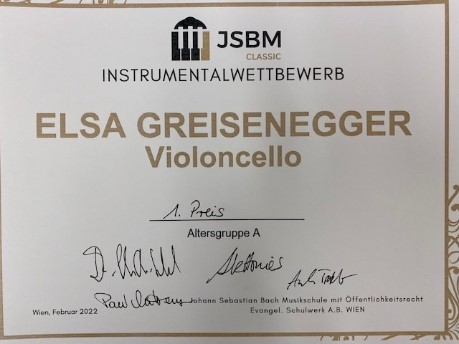 JSBM
CLASSIC
INSTRUMENTALWETTBEWERB
ELSA GREISENEGGER
Violoncello
1. Preis
Altersgruppe A
Johann Sebastian Bach Musikschule mit Öffentlichkeitsrecht
Wien, Februar 2022
Evangel. Schulwerk A.B. WIEN